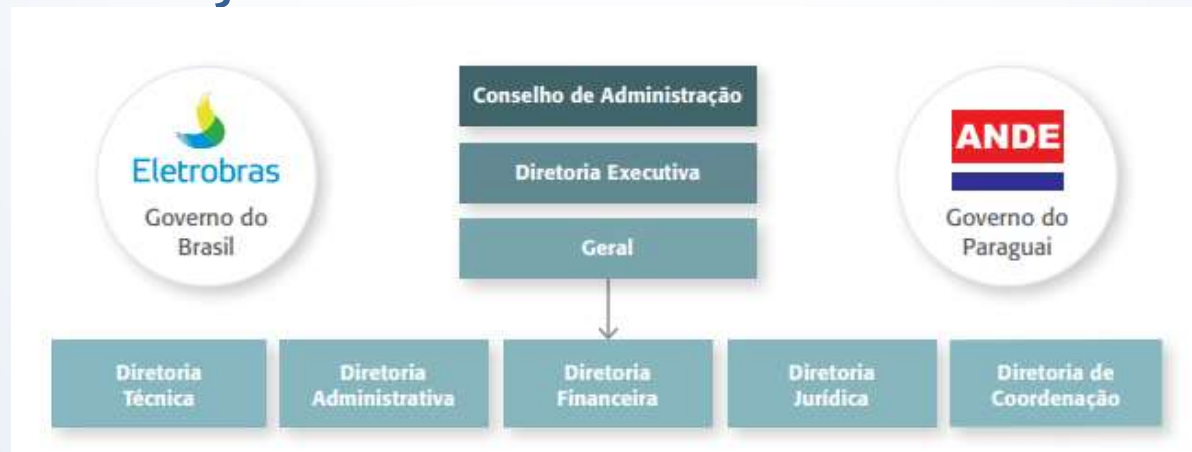 Conselho de Administração
Diretoria Executiva
Geral
Eletrobras
Governo do
Brasil
ANDE
Governo do
Paraguai
Diretoria
Técnica
Diretoria
Administrativa
Diretoria
Financeira
Diretoria
Jurídica
Diretoria de
Coordenação